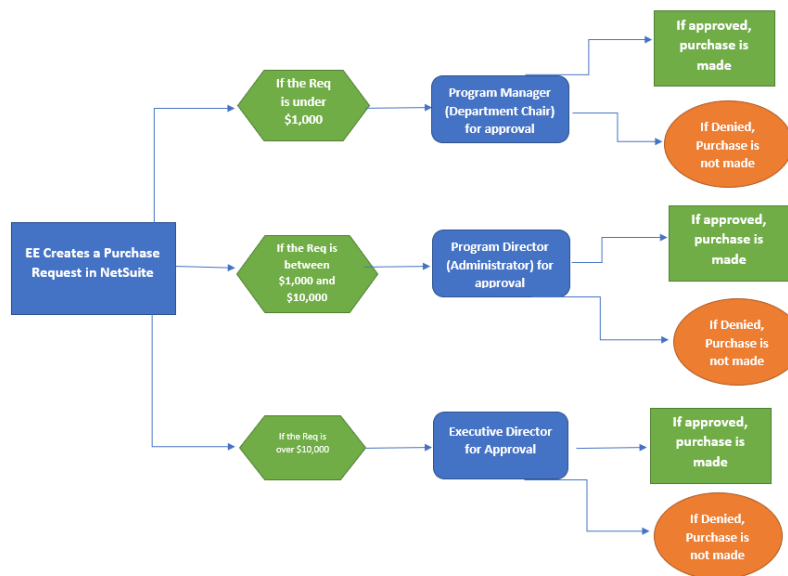 EE Creates a Purchase
Request in NetSuite
If the Req
is under
$1,000
Program Manager
(Department Chair)
for approval
If approved,
purchase is
made
If Denied,
Purchase is
not made
If the Req is
between
$1,000 and
$10,000
Program Director
(Administrator) for
approval
If approved,
purchase is
made
If Denied,
Purchase is
not made
If the Req is
over $10,000
Executive Director
for Approval
If approved,
purchase is
made
If Denied,
Purchase is
not made